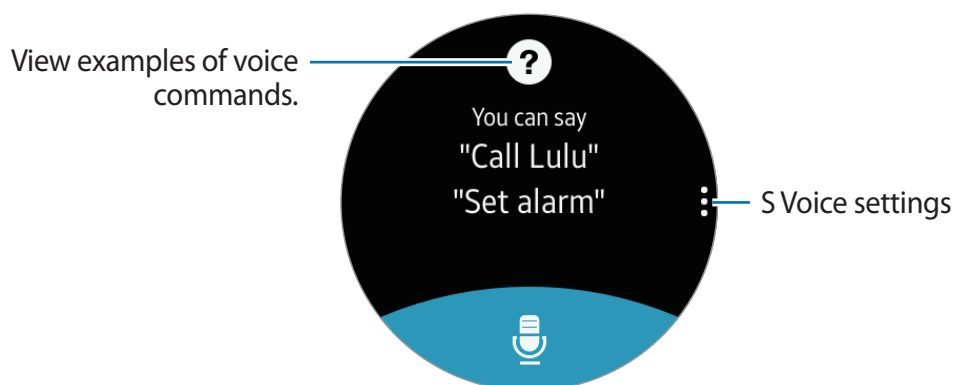 View examples of voice
commands.
?
You can say
"Call Lulu"
"Set alarm"
S Voice settings